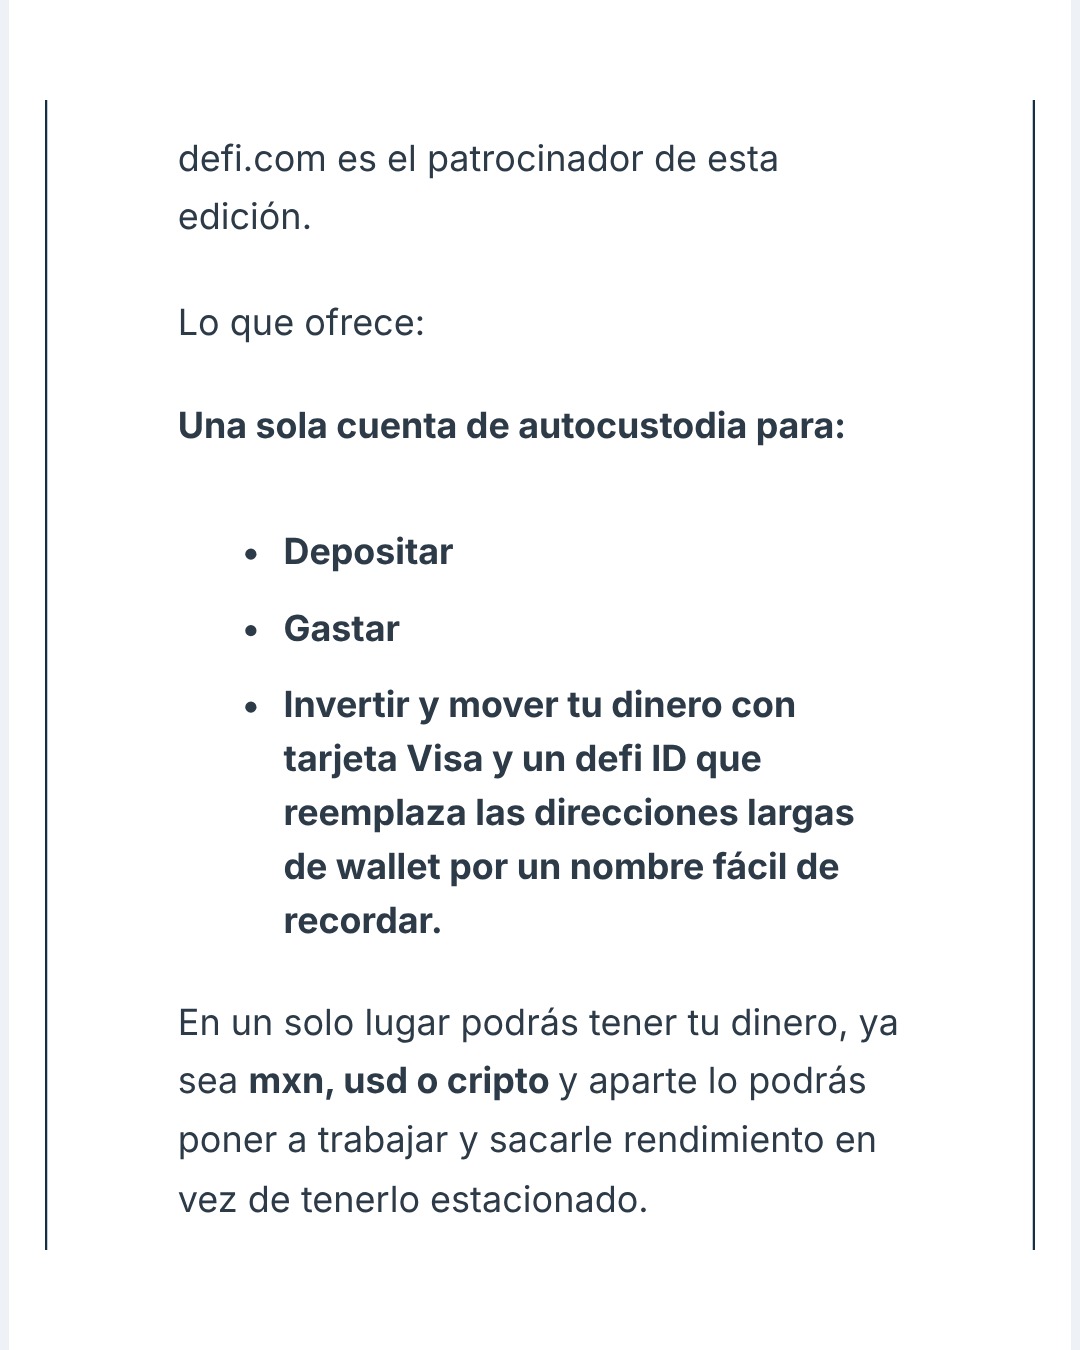 defi.com es el patrocinador de esta
edición.
Lo que ofrece:
Una sola cuenta de autocustodia para:
• Depositar
• Gastar
• Invertir y mover tu dinero con
tarjeta Visa y un defi ID que
reemplaza las direcciones largas
de wallet por un nombre fácil de
recordar.
En un solo lugar podrás tener tu dinero, ya
sea mxn, usd o cripto y aparte lo podrás
poner a trabajar y sacarle rendimiento en
vez de tenerlo estacionado.